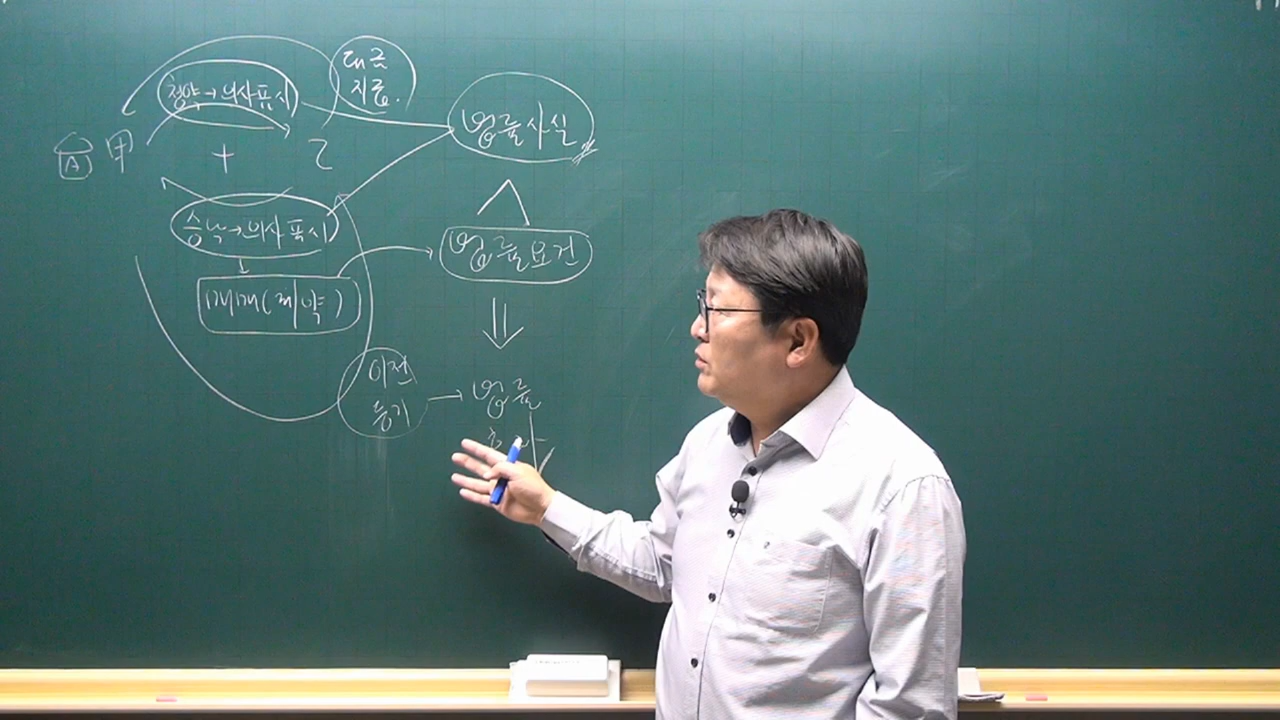 대금
지급.
청약→의사표시
법률사실
A 甲 + 乙
승낙→의사표시
법률요건
매매(계약)
이전
등기
법률